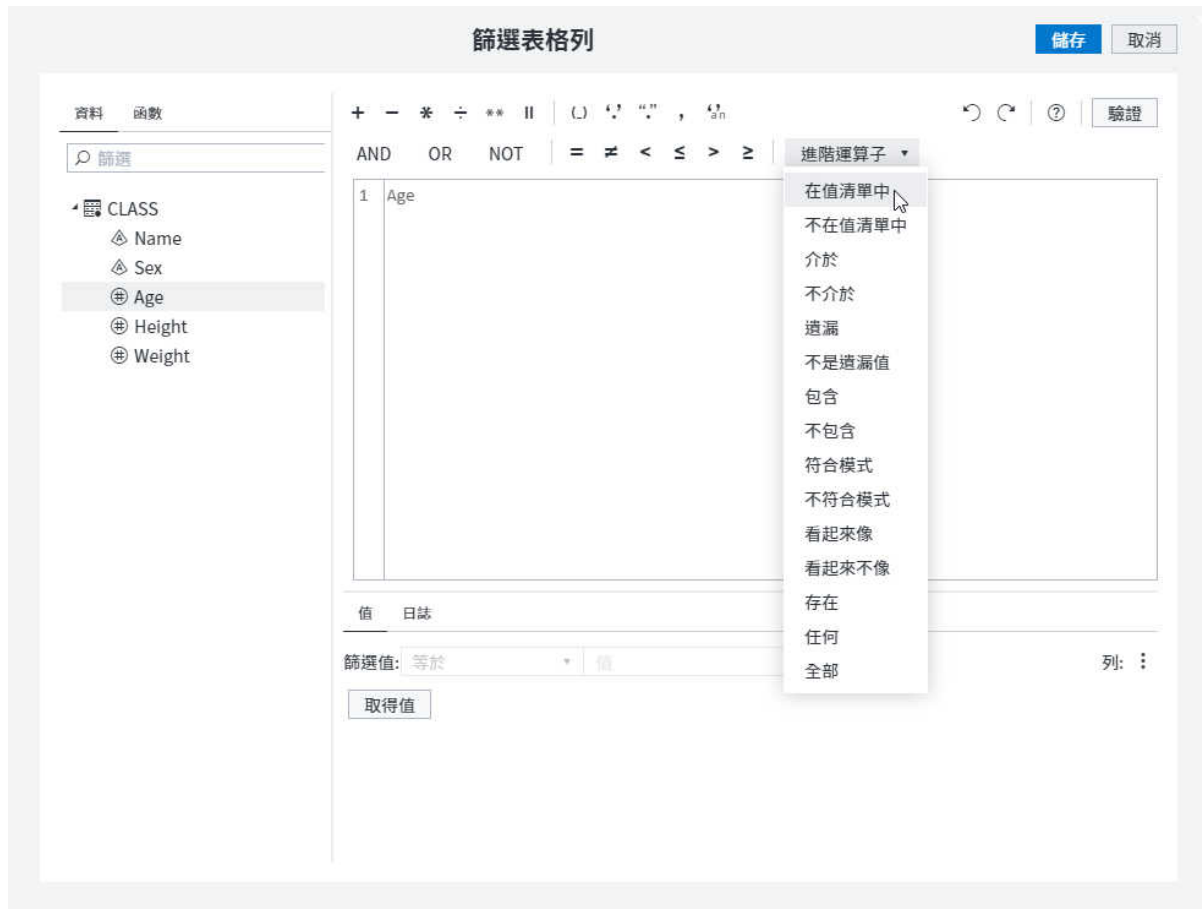 篩選表格列
儲存 取消
資料 函數
+ − * ÷ ** || (,) ‘,’ “,” , ‘,’an 驗證
篩選
AND OR NOT = ≠ < ≤ > ≥ 進階運算子
CLASS
Name
Sex
Age
Height
Weight
1 Age
在值清單中
不在值清單中
介於
不介於
遺漏
不是遺漏值
包含
不包含
符合模式
不符合模式
看起來像
看起來不像
存在
任何
全部
值 日誌
篩選值: 等於 值 列:
取得值